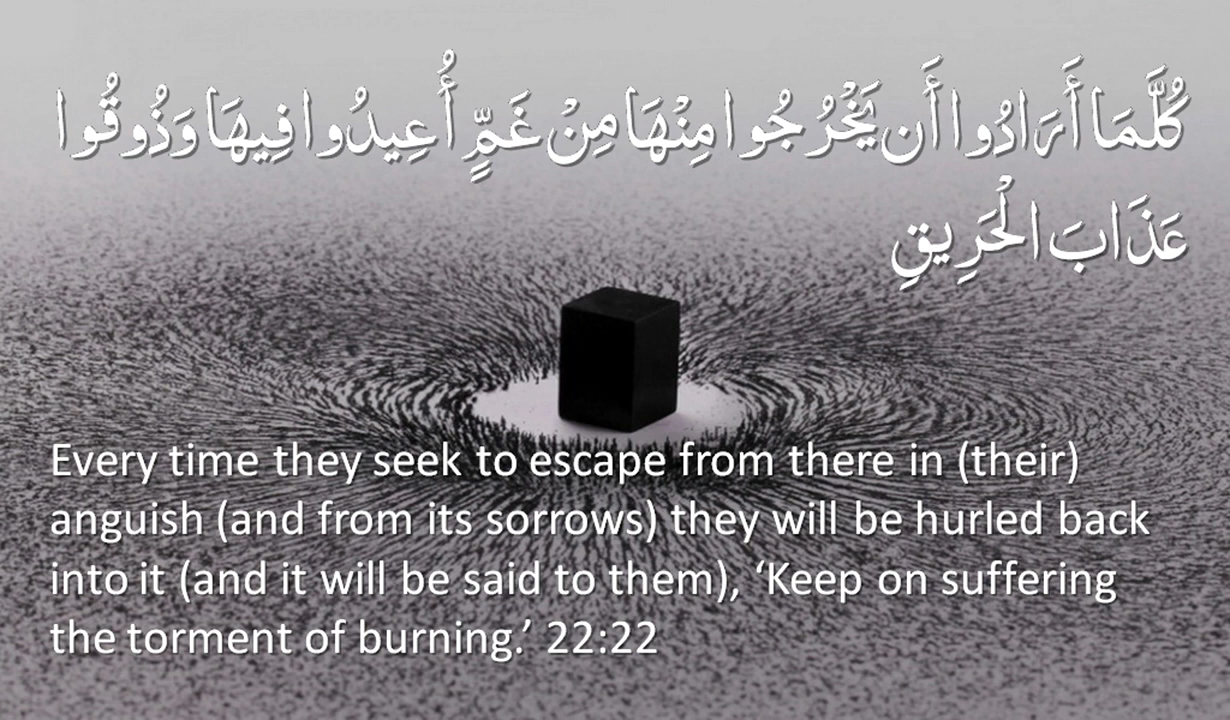 كُلَّمَا أَرَادُوا أَن يَخْرُجُوا مِنْهَا مِنْ غَمٍّ أُعِيدُوا فِيهَا وَذُوقُوا
عَذَابَ الْحَرِيقِ
Every time they seek to escape from there in (their)
anguish (and from its sorrows) they will be hurled back
into it (and it will be said to them), ‘Keep on suffering
the torment of burning.’ 22:22